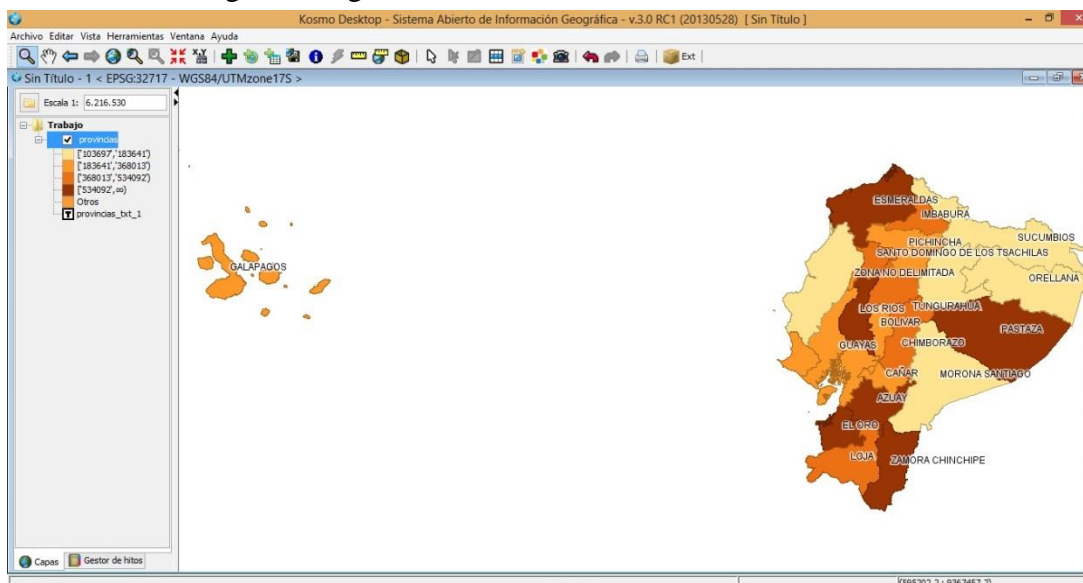 Kosmo Desktop - Sistema Abierto de Información Geográfica - v.3.0 RC1 (20130528) [ Sin Título ]
Archivo Editar Vista Herramientas Ventana Ayuda
Ext
Sin Título - 1 < EPSG:32717 - WGS84/UTMzone17S >
Escala 1: 6.216.530
Trabajo
provincias
['103697','183641')
['183641','368013')
['368013','534092')
['534092',∞)
Otros
T provincias_txt_1
ESMERALDAS
IMBABURA
SUCUMBIOS
PICHINCHA
SANTO DOMINGO DE LOS TSACHILAS
GALAPAGOS
ZONA NO DELIMITADA
ORELLANA
LOS RIOS TUNGURAHUA
BOLIVAR
PASTAZA
GUAYAS CHIMBORAZO
CAÑAR MORONA SANTIAGO
AZUAY
EL ORO
LOJA ZAMORA CHINCHIPE
Capas Gestor de hitos